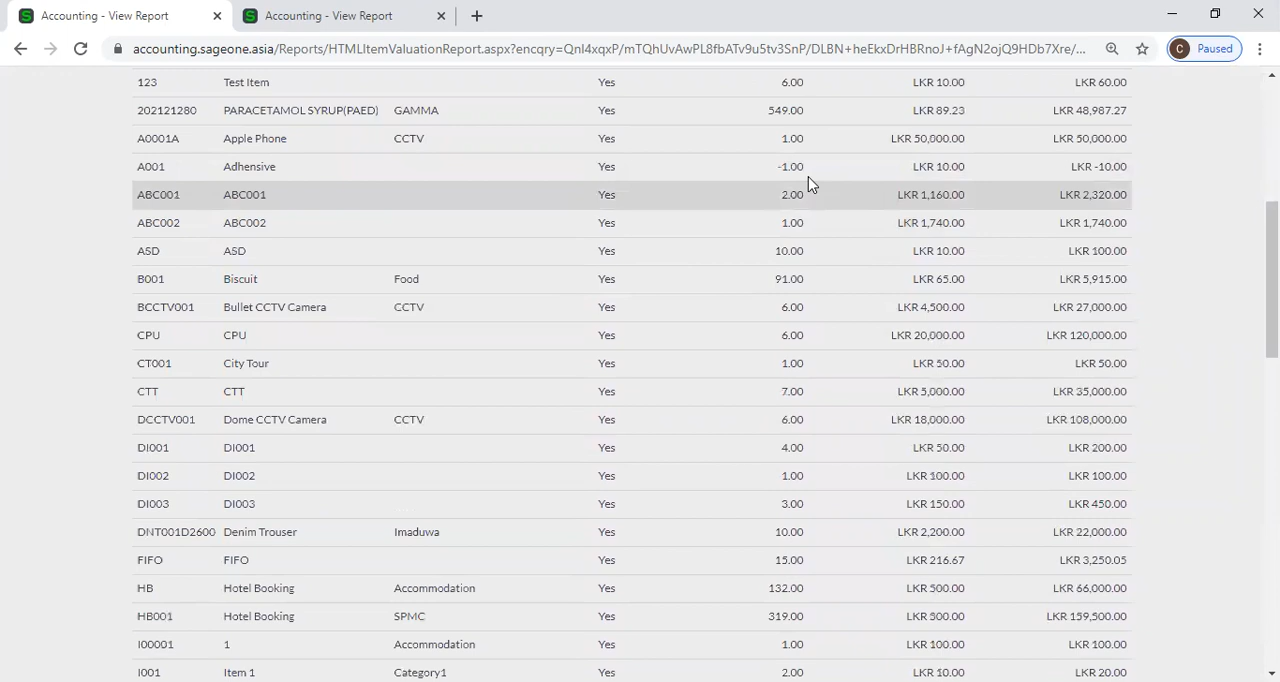 Accounting - View Report
Accounting - View Report
accounting.sageone.asia/Reports/HTMLItemValuationReport.aspx?encqry=QnI4xqxP/mTQhUvAwPL8fbATv9u5tv3SnP/DLBN+heEkxDrHBRnoJ+fAgN2ojQ9HDb7Xre/...
C Paused
123 Test Item Yes 6.00 LKR 10.00 LKR 60.00
202121280 PARACETAMOL SYRUP(PAED) GAMMA Yes 549.00 LKR 89.23 LKR 48,987.27
A0001A Apple Phone CCTV Yes 1.00 LKR 50,000.00 LKR 50,000.00
A001 Adhensive Yes -1.00 LKR 10.00 LKR -10.00
ABC001 ABC001 Yes 2.00 LKR 1,160.00 LKR 2,320.00
ABC002 ABC002 Yes 1.00 LKR 1,740.00 LKR 1,740.00
ASD ASD Yes 10.00 LKR 10.00 LKR 100.00
B001 Biscuit Food Yes 91.00 LKR 65.00 LKR 5,915.00
BCCTV001 Bullet CCTV Camera CCTV Yes 6.00 LKR 4,500.00 LKR 27,000.00
CPU CPU Yes 6.00 LKR 20,000.00 LKR 120,000.00
CT001 City Tour Yes 1.00 LKR 50.00 LKR 50.00
CTT CTT Yes 7.00 LKR 5,000.00 LKR 35,000.00
DCCTV001 Dome CCTV Camera CCTV Yes 6.00 LKR 18,000.00 LKR 108,000.00
DI001 DI001 Yes 4.00 LKR 50.00 LKR 200.00
DI002 DI002 Yes 1.00 LKR 100.00 LKR 100.00
DI003 DI003 Yes 3.00 LKR 150.00 LKR 450.00
DNT001D2600 Denim Trouser Imaduwa Yes 10.00 LKR 2,200.00 LKR 22,000.00
FIFO FIFO Yes 15.00 LKR 216.67 LKR 3,250.05
HB Hotel Booking Accommodation Yes 132.00 LKR 500.00 LKR 66,000.00
HB001 Hotel Booking SPMC Yes 319.00 LKR 500.00 LKR 159,500.00
I00001 1 Accommodation Yes 1.00 LKR 100.00 LKR 100.00
I001 Item 1 Category1 Yes 2.00 LKR 10.00 LKR 20.00